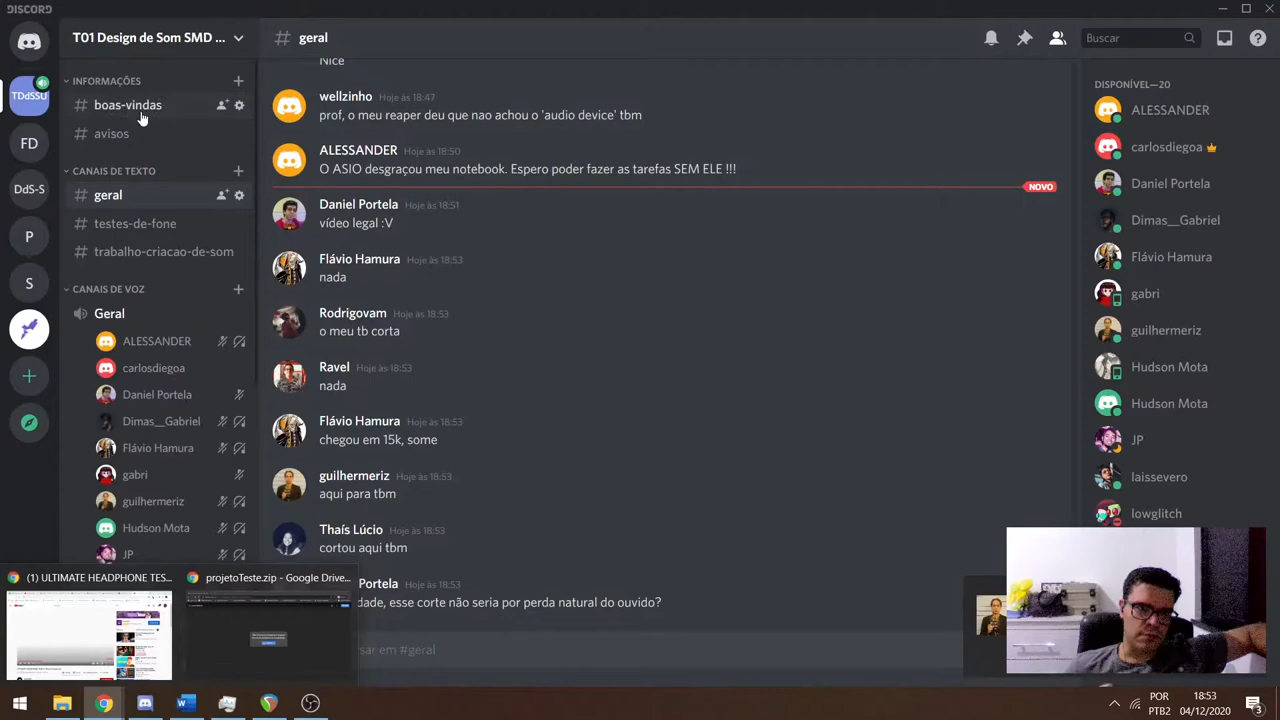 DISCORD
T01 Design de Som SMD ...
# geral
Buscar
INFORMAÇÕES
# boas-vindas
# avisos
CANAIS DE TEXTO
# geral
# testes-de-fone
# trabalho-criacao-de-som
CANAIS DE VOZ
Geral
ALESSANDER
carlosdiegoa
Daniel Portela
Dimas__Gabriel
Flávio Hamura
gabri
guilhermeriz
Hudson Mota
JP
TDdSSU
FD
DdS-S
P
S
Nice
wellzinho Hoje às 18:47
prof, o meu reaper deu que nao achou o 'audio device' tbm
ALESSANDER Hoje às 18:50
O ASIO desgraçou meu notebook. Espero poder fazer as tarefas SEM ELE !!!
NOVO
Daniel Portela Hoje às 18:51
vídeo legal :V
Flávio Hamura Hoje às 18:53
nada
Rodrigovam Hoje às 18:53
o meu tb corta
Ravel Hoje às 18:53
nada
Flávio Hamura Hoje às 18:53
chegou em 15k, some
guilhermeriz Hoje às 18:53
aqui para tbm
Thaís Lúcio Hoje às 18:53
cortou aqui tbm
Portela Hoje às 18:53
dade, esse corte não seria por perda natural do ouvido?
sar em #geral
DISPONÍVEL—20
ALESSANDER
carlosdiegoa
Daniel Portela
Dimas__Gabriel
Flávio Hamura
gabri
guilhermeriz
Hudson Mota
Hudson Mota
JP
laissevero
lowglitch
(1) ULTIMATE HEADPHONE TES...
projetoTeste.zip - Google Drive...
POR
PTB2
18:53
04/12/2020
3